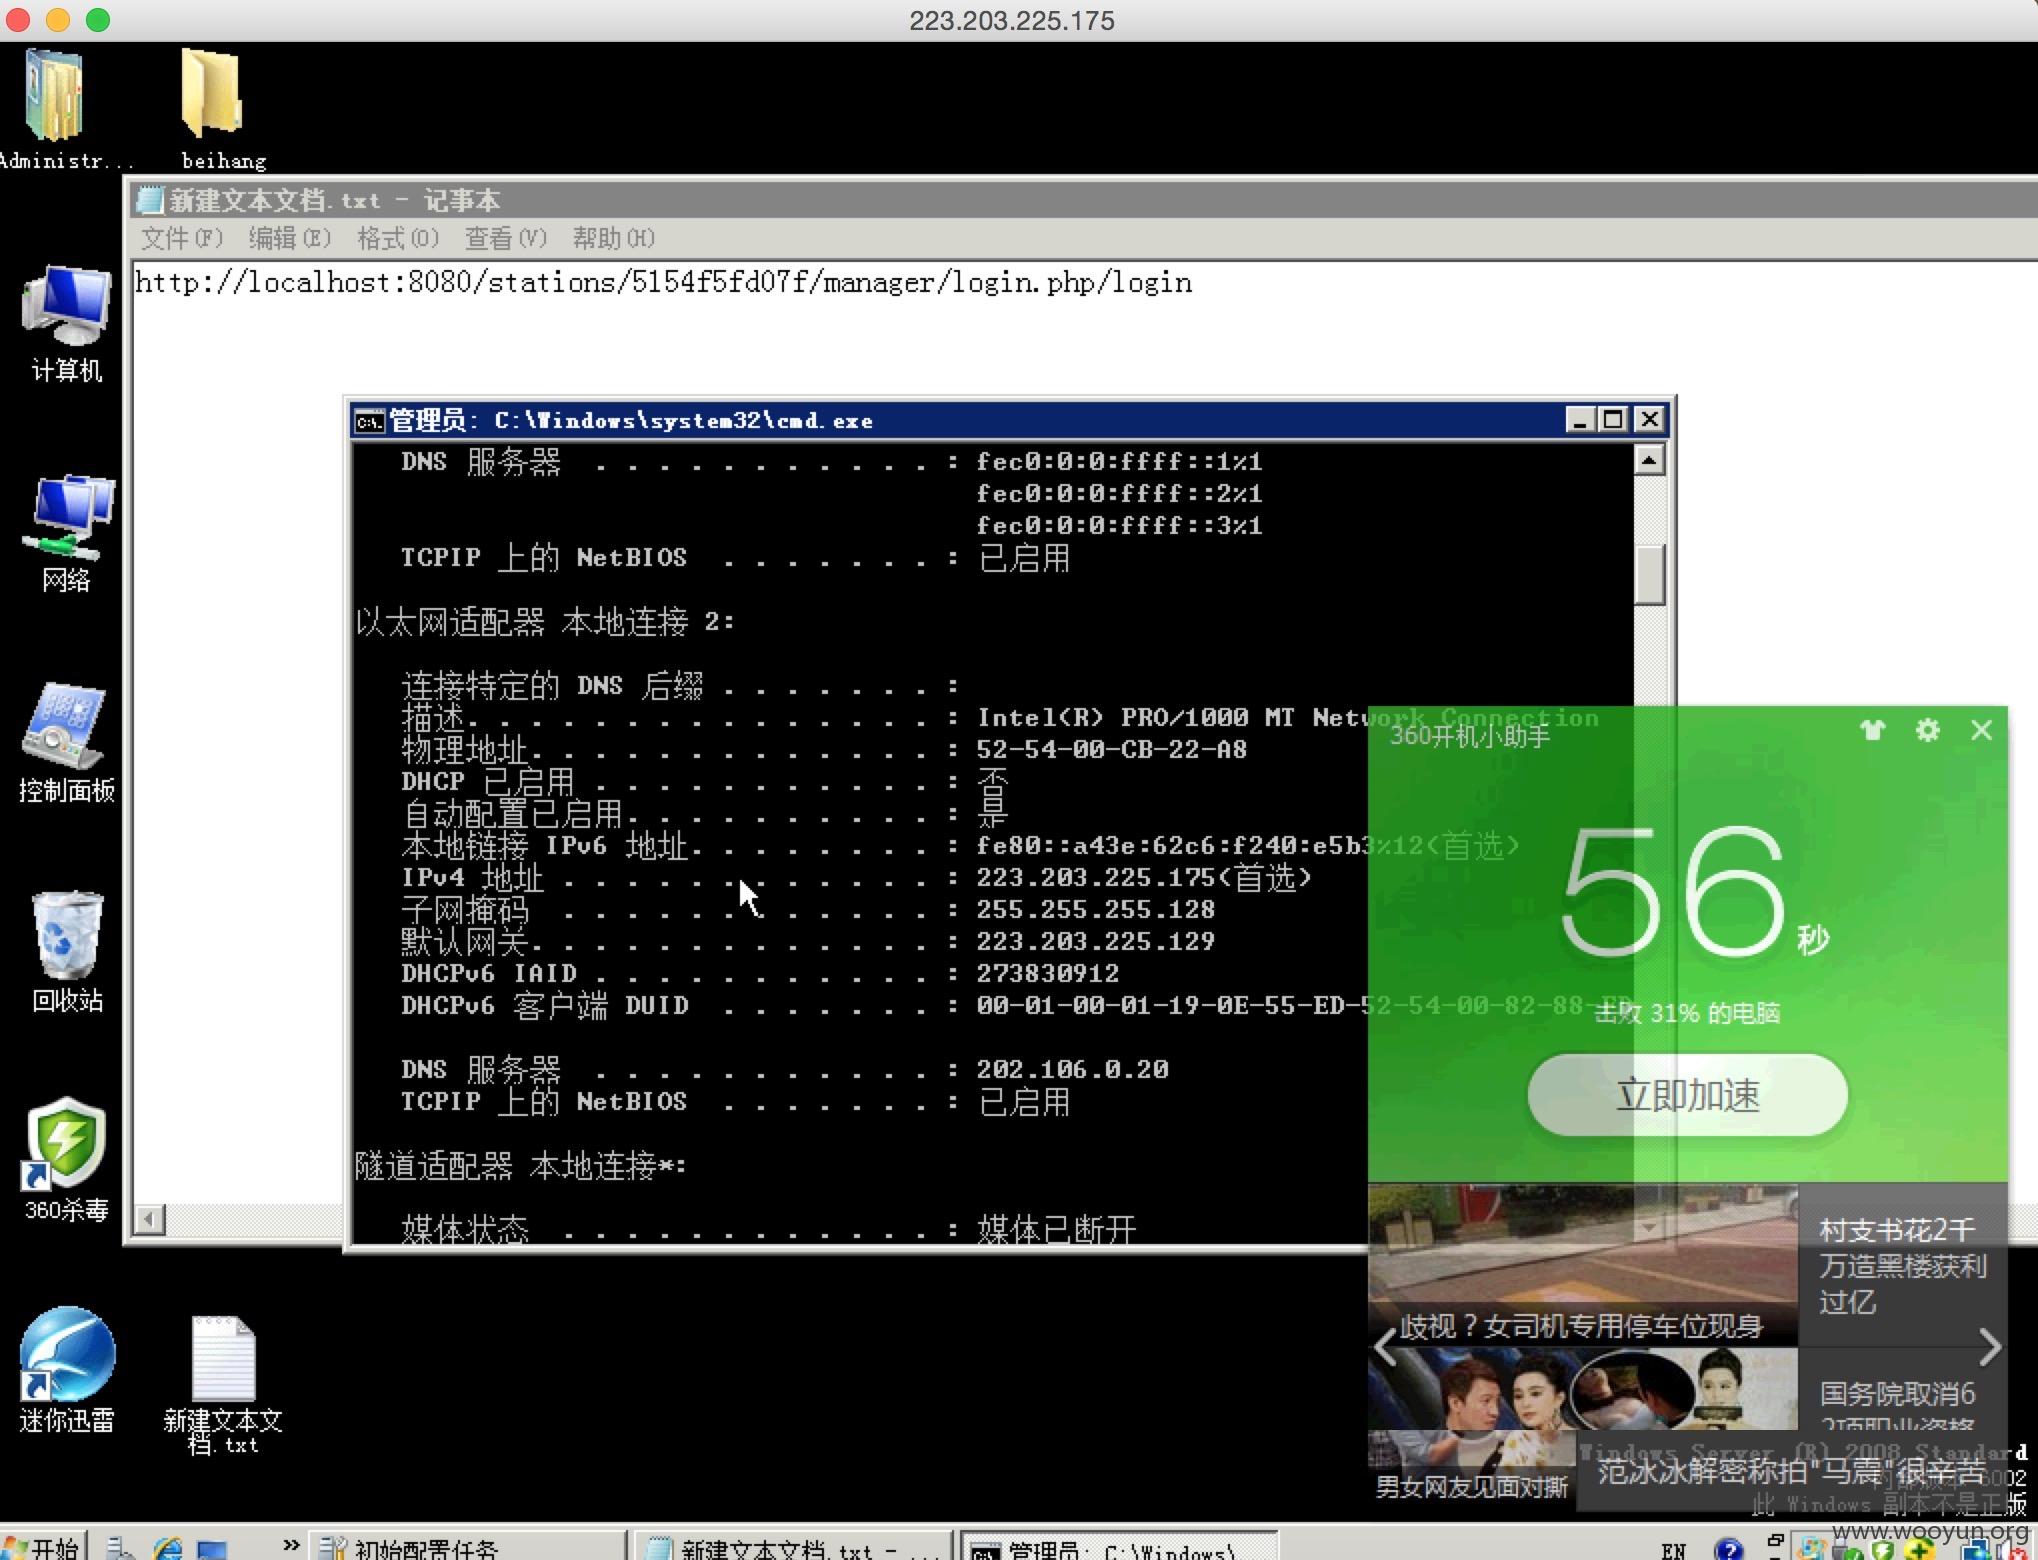 223.203.225.175
Administr...
beihang
新建文本文档.txt - 记事本
文件(F) 编辑(E) 格式(O) 查看(V) 帮助(H)
http://localhost:8080/stations/5154f5fd07f/manager/login.php/login
计算机
网络
控制面板
回收站
360杀毒
迷你迅雷
新建文本文
档.txt
管理员: C:\Windows\system32\cmd.exe
DNS 服务器 . . . . . . . . . . . : fec0:0:0:ffff::1%1
fec0:0:0:ffff::2%1
fec0:0:0:ffff::3%1
TCPIP 上的 NetBIOS . . . . . . . : 已启用
以太网适配器 本地连接 2:
连接特定的 DNS 后缀 . . . . . . . :
描述. . . . . . . . . . . . . . . : Intel(R) PRO/1000 MT Network Connection
物理地址. . . . . . . . . . . . . : 52-54-00-CB-22-A8
DHCP 已启用 . . . . . . . . . . . : 否
自动配置已启用. . . . . . . . . . : 是
本地链接 IPv6 地址. . . . . . . . : fe80::a43e:62c6:f240:e5b3%12(首选)
IPv4 地址 . . . . . . . . . . . . : 223.203.225.175(首选)
子网掩码 . . . . . . . . . . . . : 255.255.255.128
默认网关. . . . . . . . . . . . . : 223.203.225.129
DHCPv6 IAID . . . . . . . . . . . : 273830912
DHCPv6 客户端 DUID . . . . . . . : 00-01-00-01-19-0E-55-ED-52-54-00-82-88-ED
DNS 服务器 . . . . . . . . . . . : 202.106.0.20
TCPIP 上的 NetBIOS . . . . . . . : 已启用
隧道适配器 本地连接*:
媒体状态 . . . . . . . . . . . . : 媒体已断开
360开机小助手
56秒
击败 31% 的电脑
立即加速
村支书花2千
万造黑楼获利
过亿
歧视？女司机专用停车位现身
国务院取消6
2项职业资格
男女网友见面对撕
范冰冰解密称拍"马震"很辛苦
Windows Server (R) 2008 Standard
6002
此 Windows 副本不是正版
www.wooyun.org
开始
初始配置任务
新建文本文档.txt - ...
管理员: C:\Windows\
EN